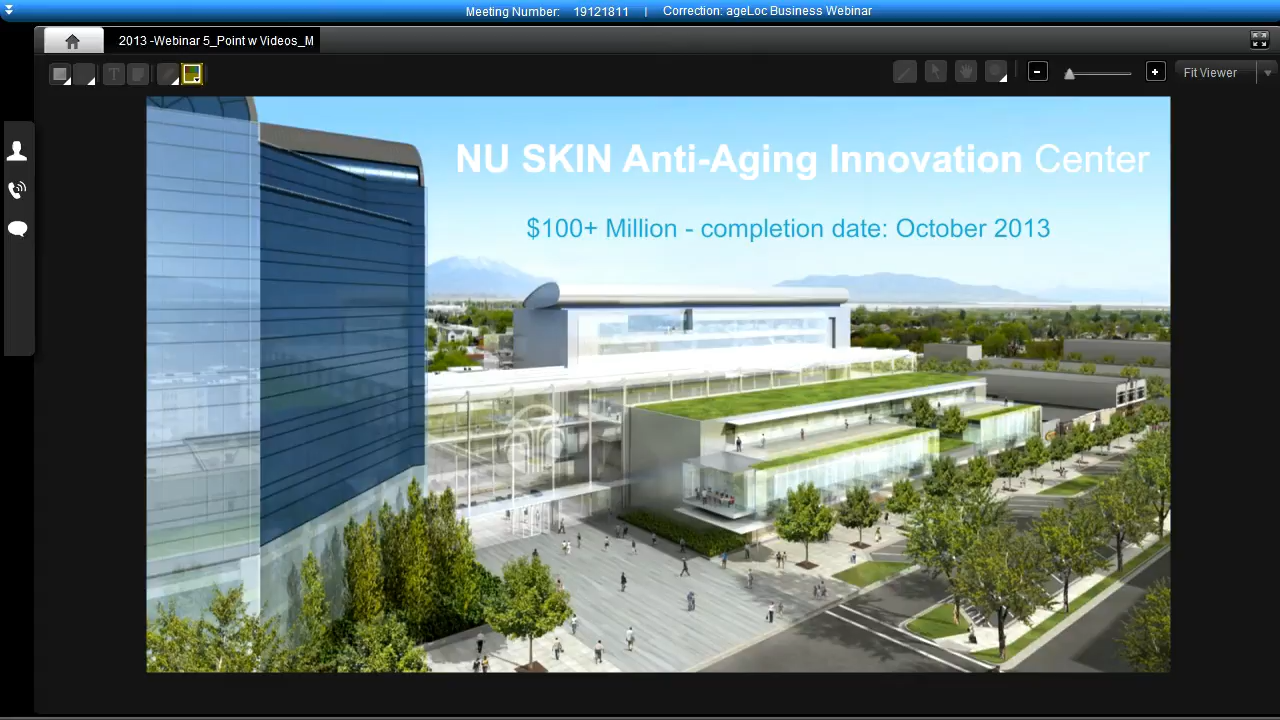 Meeting Number: 19121811 | Correction: ageLoc Business Webinar
2013 -Webinar 5_Point w Videos_M
T
Fit Viewer
NU SKIN Anti-Aging Innovation Center
$100+ Million - completion date: October 2013